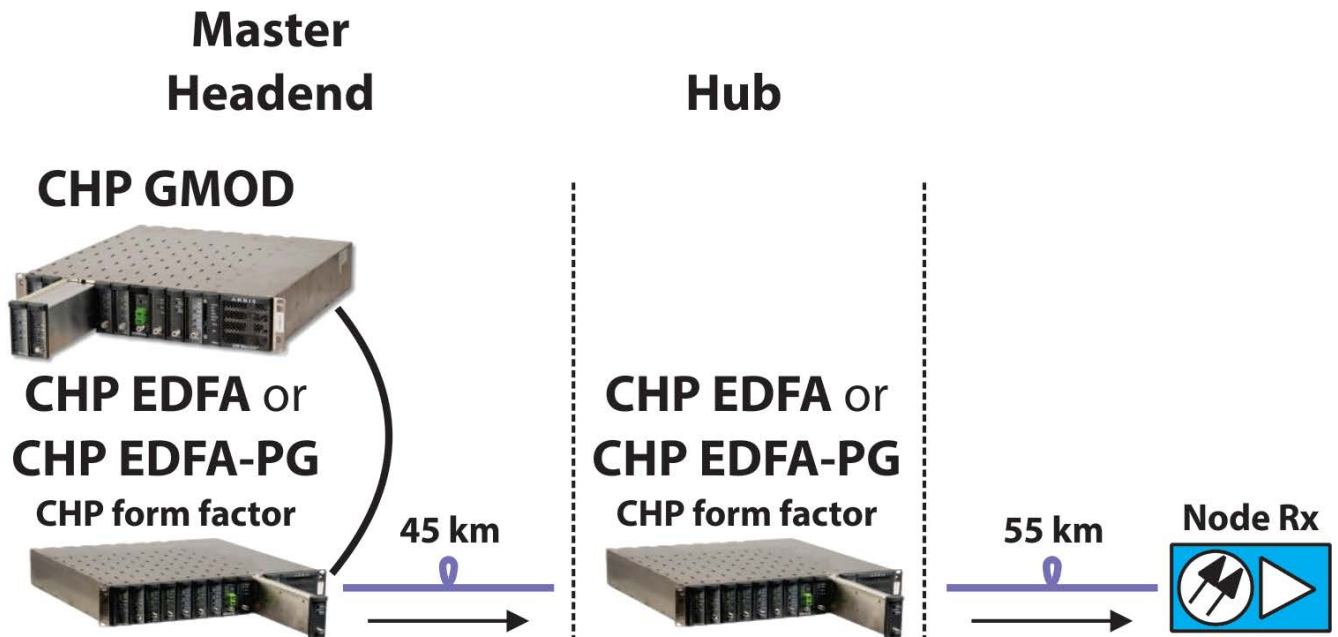 Master
Headend
Hub
CHP GMOD
ARRIS
CHP EDFA or
CHP EDFA-PG
CHP form factor
45 km
CHP EDFA or
CHP EDFA-PG
CHP form factor
55 km
Node Rx